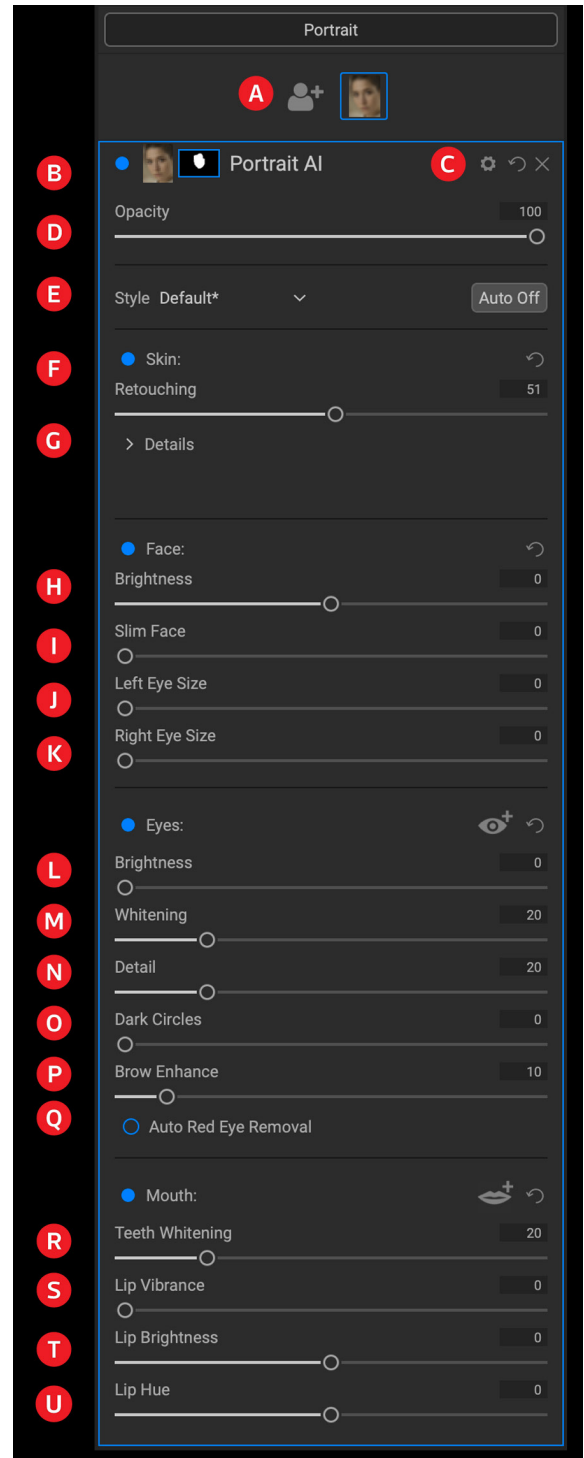 Portrait
A
B Portrait AI C
Opacity 100
D
E Style Default* Auto Off
F Skin:
Retouching 51
G Details
Face:
H Brightness 0
I Slim Face 0
J Left Eye Size 0
K Right Eye Size 0
Eyes:
L Brightness 0
M Whitening 20
N Detail 20
O Dark Circles 0
P Brow Enhance 10
Q Auto Red Eye Removal
Mouth:
R Teeth Whitening 20
S Lip Vibrance 0
T Lip Brightness 0
U Lip Hue 0